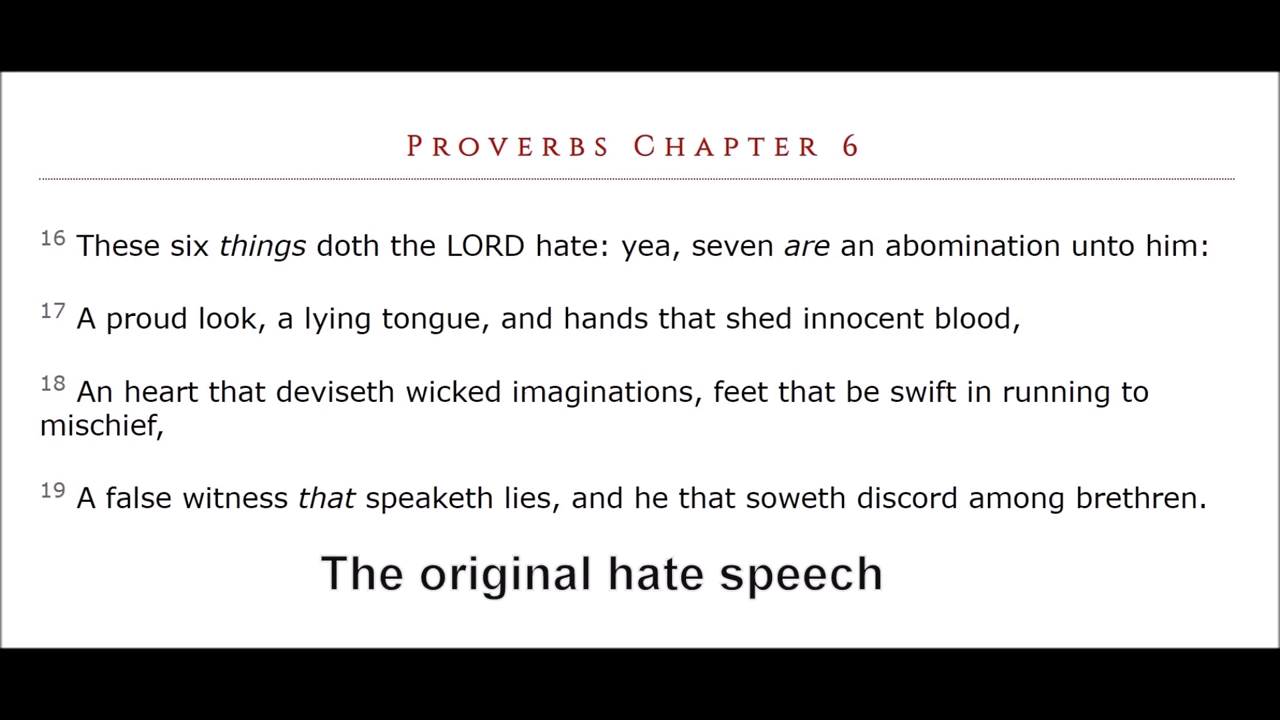 Proverbs Chapter 6
16 These six things doth the LORD hate: yea, seven are an abomination unto him:
17 A proud look, a lying tongue, and hands that shed innocent blood,
18 An heart that deviseth wicked imaginations, feet that be swift in running to
mischief,
19 A false witness that speaketh lies, and he that soweth discord among brethren.
The original hate speech